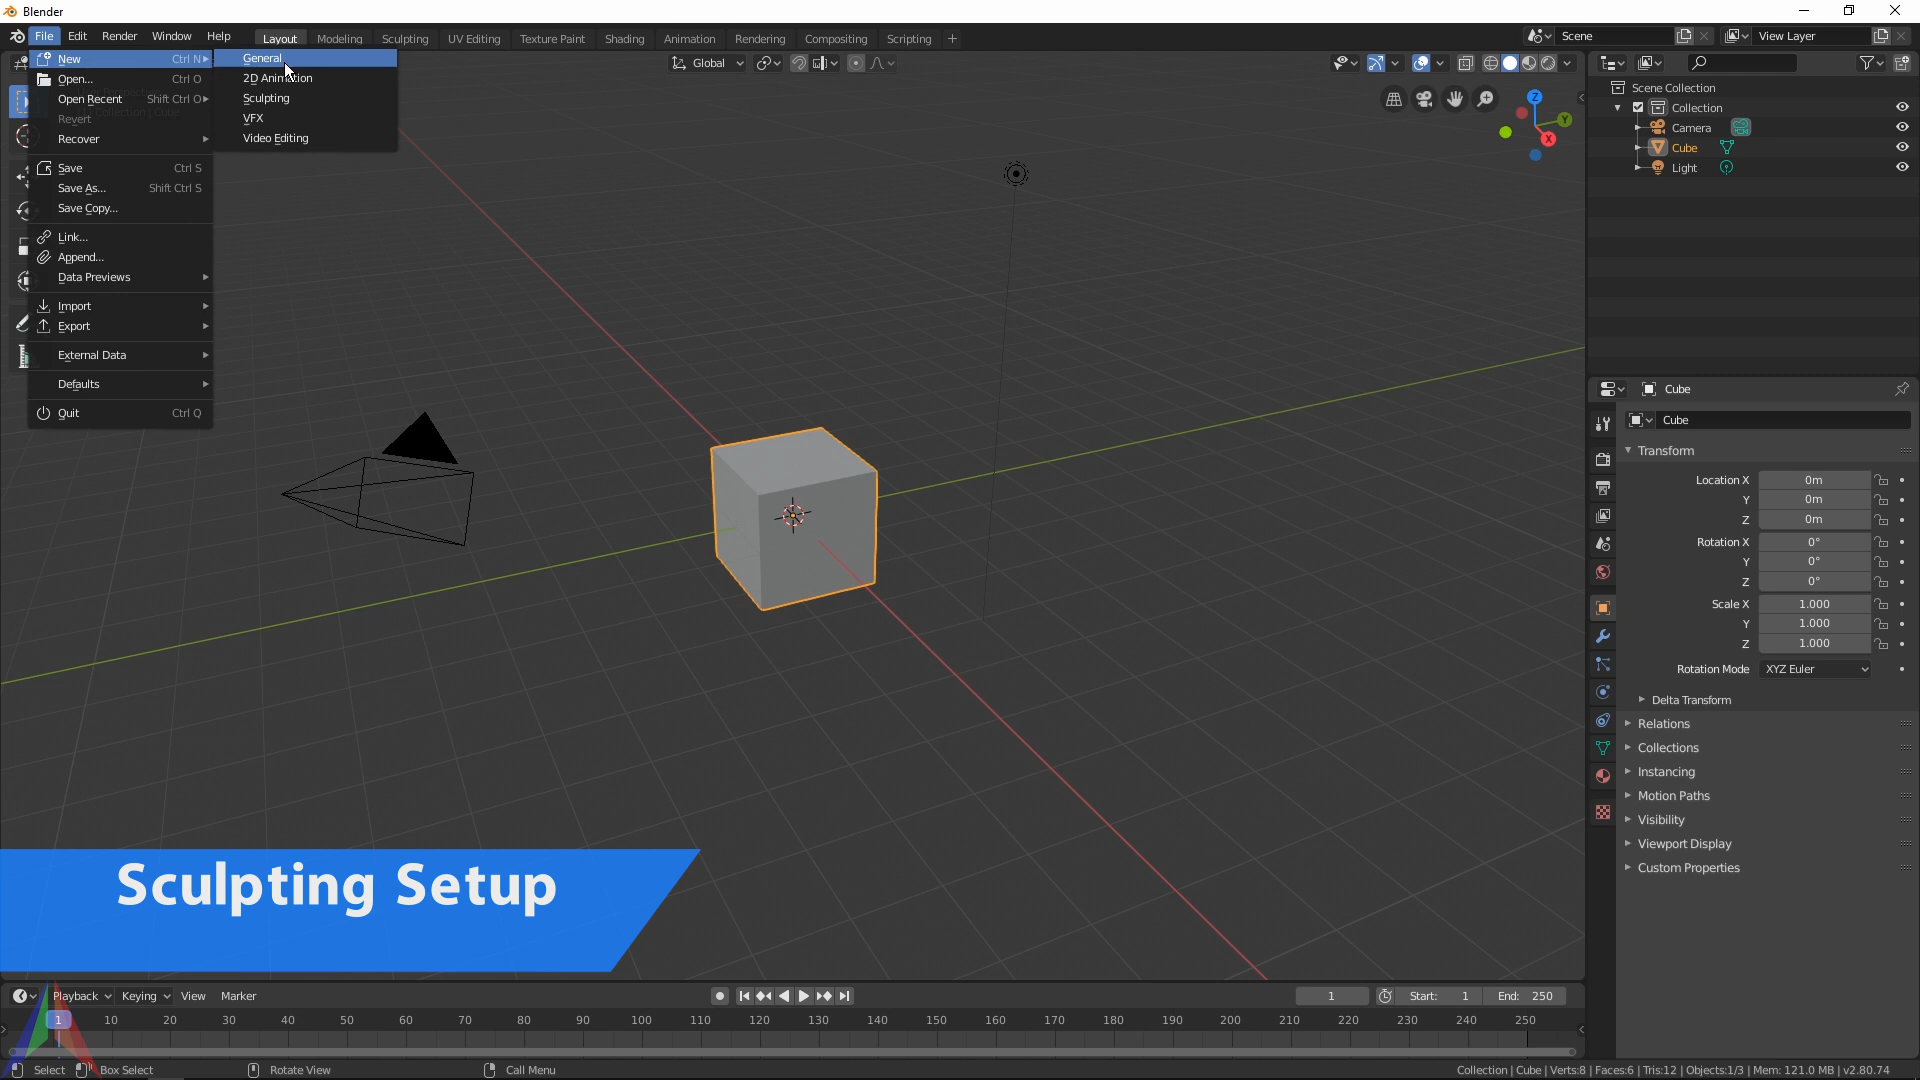 Blender
File Edit Render Window Help Layout Modeling Sculpting UV Editing Texture Paint Shading Animation Rendering Compositing Scripting + Scene View Layer
New Ctrl N
Open... Ctrl O
Open Recent Shift Ctrl O
Revert
Recover
Save Ctrl S
Save As... Shift Ctrl S
Save Copy...
Link...
Append...
Data Previews
Import
Export
External Data
Defaults
Quit Ctrl Q
General
2D Animation
Sculpting
VFX
Video Editing
Global
Z
Y
X
Scene Collection
Collection
Camera
Cube
Light
Cube
Cube
Transform
Location X 0m
Y 0m
Z 0m
Rotation X 0°
Y 0°
Z 0°
Scale X 1.000
Y 1.000
Z 1.000
Rotation Mode XYZ Euler
Delta Transform
Relations
Collections
Instancing
Motion Paths
Visibility
Viewport Display
Custom Properties
Sculpting Setup
Playback Keying View Marker 1 Start: 1 End: 250
1 10 20 30 40 50 60 70 80 90 100 110 120 130 140 150 160 170 180 190 200 210 220 230 240 250
Select Box Select Rotate View Call Menu Collection | Cube | Verts:8 | Faces:6 | Tris:12 | Objects:1/3 | Mem: 121.0 MB | v2.80.74